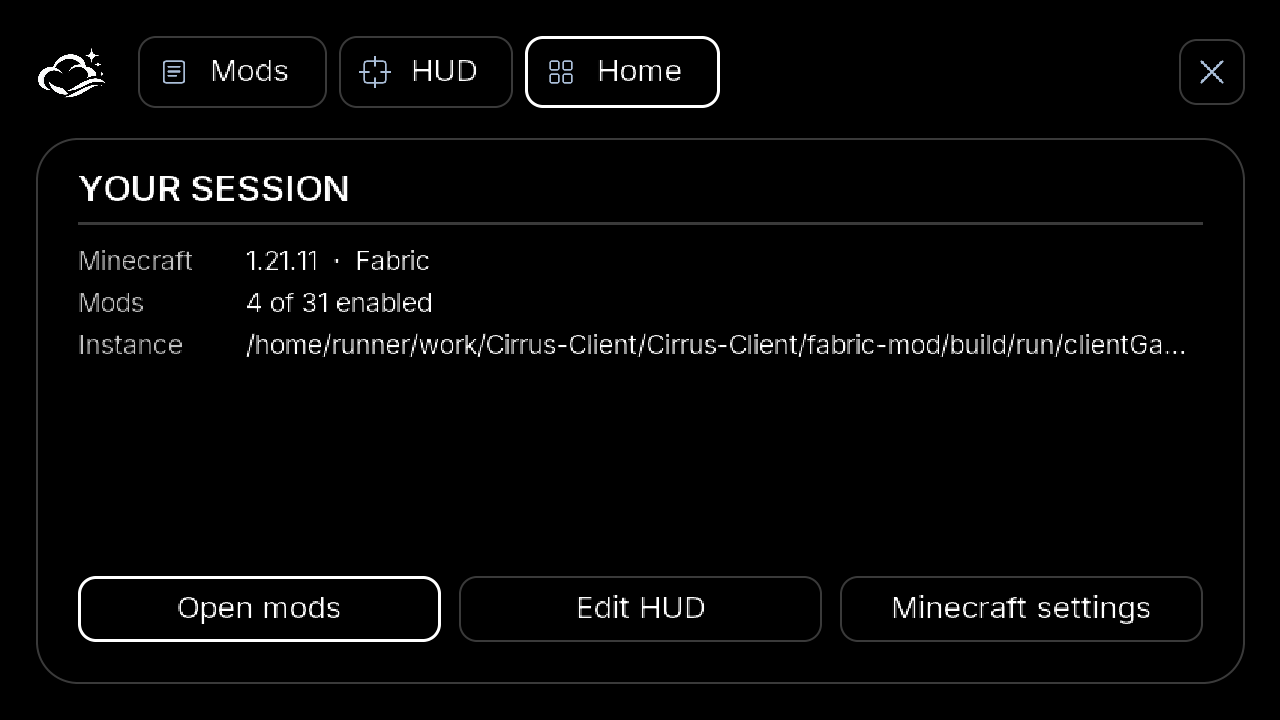 Mods HUD Home
YOUR SESSION
Minecraft 1.21.11 · Fabric
Mods 4 of 31 enabled
Instance /home/runner/work/Cirrus-Client/Cirrus-Client/fabric-mod/build/run/clientGa...
Open mods Edit HUD Minecraft settings